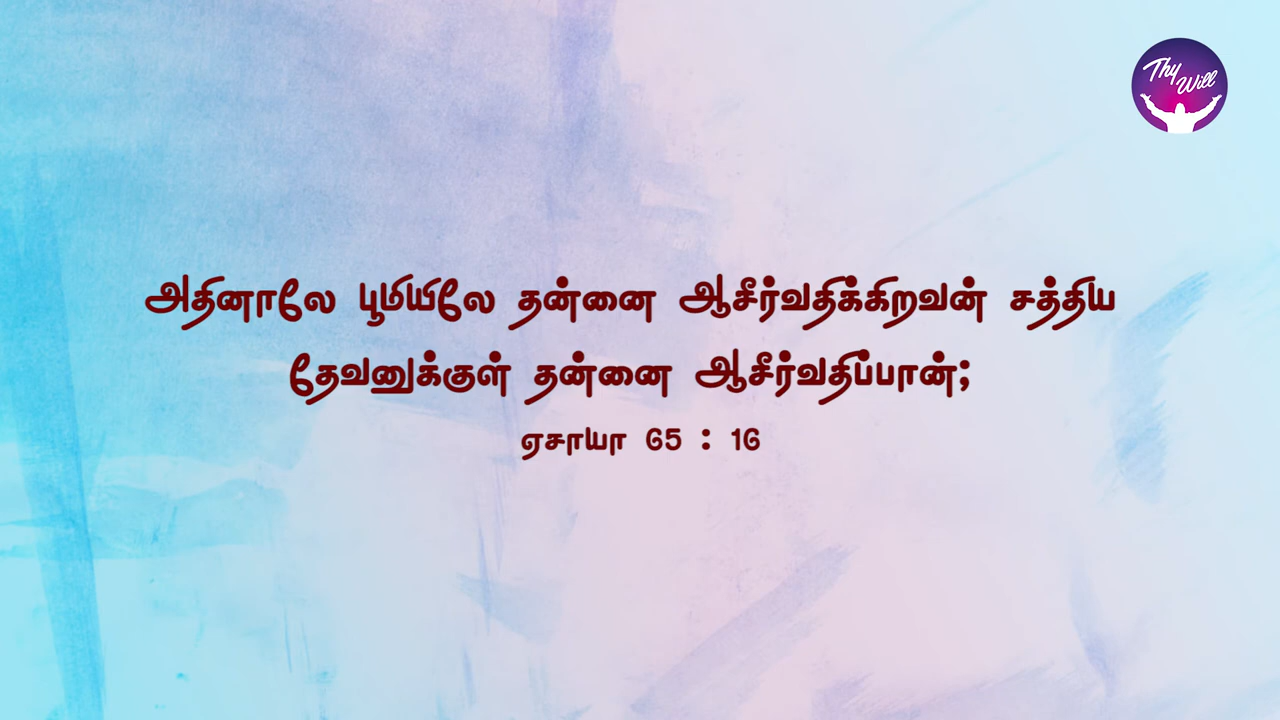 Thy
Will
அதினாலே பூமியிலே தன்னை ஆசீர்வதிக்கிறவன் சத்திய
தேவனுக்குள் தன்னை ஆசீர்வதிப்பான்;
ஏசாயா 65 : 16